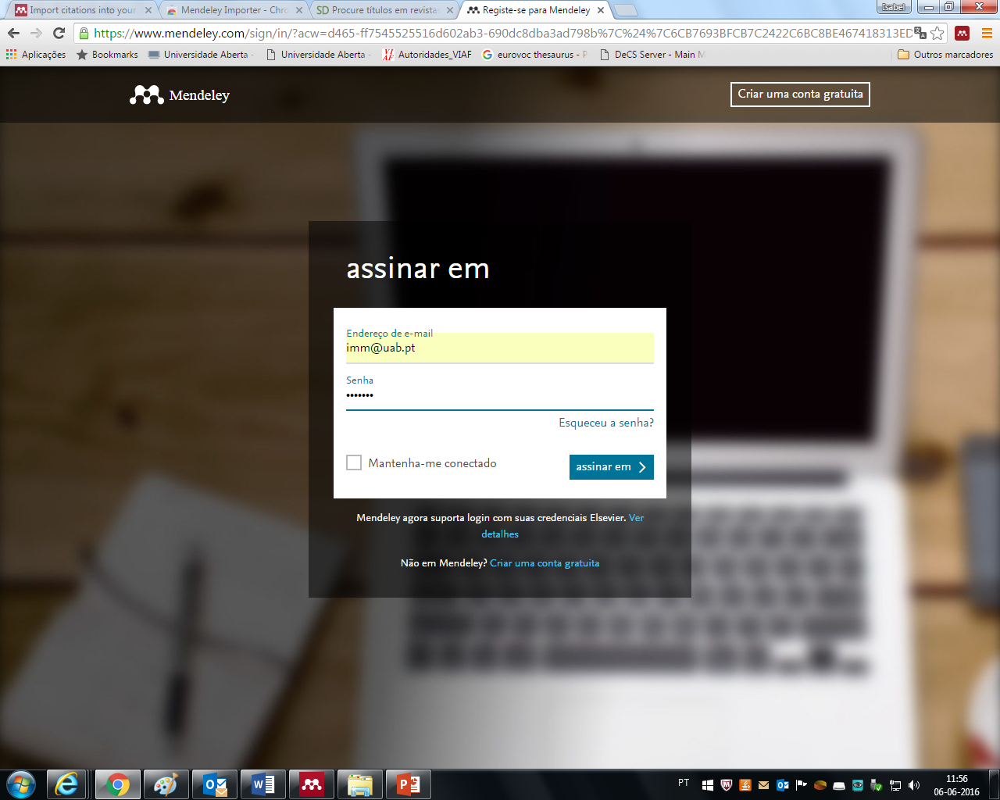 Import citations into your
Mendeley Importer - Chro
SD Procure títulos em revistas
Registe-se para Mendeley
Isabel
https://www.mendeley.com/sign/in/?acw=d465-ff7545525516d602ab3-690dc8dba3ad798b%7C%24%7C6CB7693BFCB7C2422C6BC8BE467418313ED
Aplicações
Bookmarks
Universidade Aberta -
Universidade Aberta -
Autoridades_VIAF
eurovoc thesaurus - P
DeCS Server - Main M
Outros marcadores
Mendeley
Criar uma conta gratuita
assinar em
Endereço de e-mail
imm@uab.pt
Senha
•••••••
Esqueceu a senha?
Mantenha-me conectado
assinar em
Mendeley agora suporta login com suas credenciais Elsevier. Ver
detalhes
Não em Mendeley? Criar uma conta gratuita
PT
11:56
06-06-2016